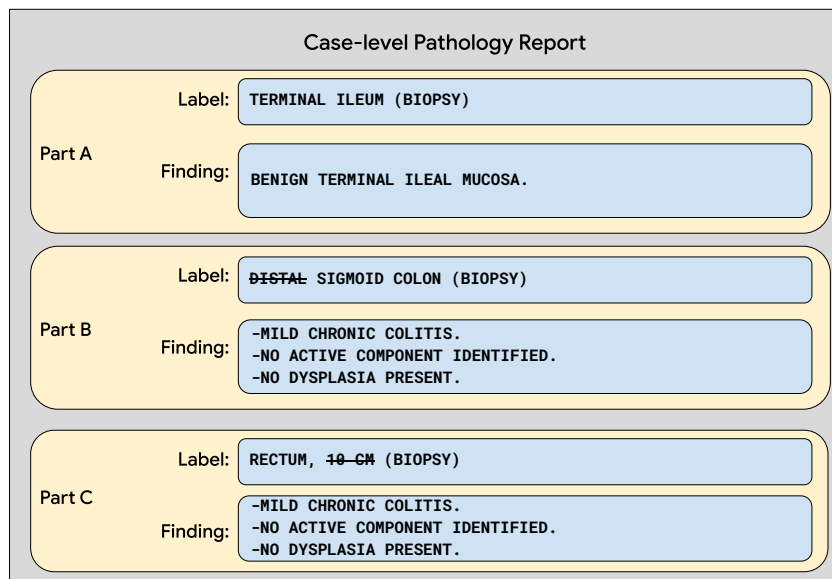 Case-level Pathology Report
Part A
Label: TERMINAL ILEUM (BIOPSY)
Finding: BENIGN TERMINAL ILEAL MUCOSA.
Part B
Label: DISTAL SIGMOID COLON (BIOPSY)
Finding: -MILD CHRONIC COLITIS.
-NO ACTIVE COMPONENT IDENTIFIED.
-NO DYSPLASIA PRESENT.
Part C
Label: RECTUM, 10 CM (BIOPSY)
Finding: -MILD CHRONIC COLITIS.
-NO ACTIVE COMPONENT IDENTIFIED.
-NO DYSPLASIA PRESENT.